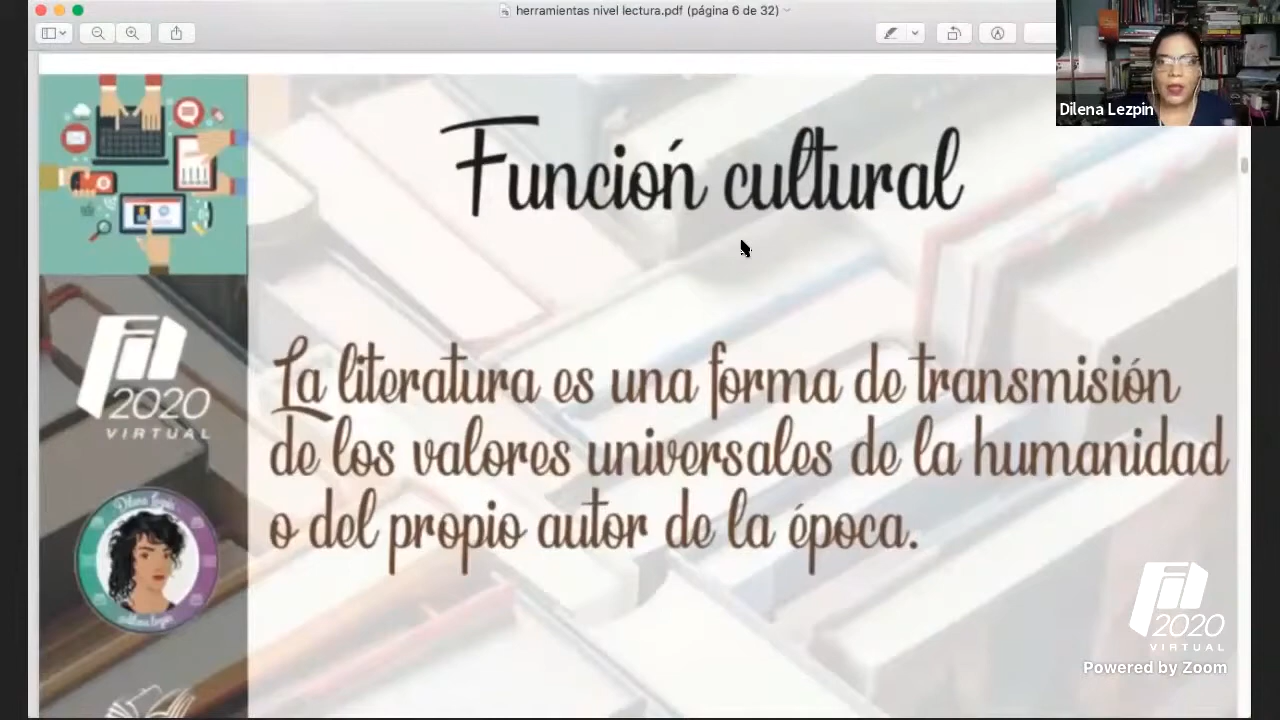 herramientas nivel lectura.pdf (página 6 de 32)
Dilena Lezpin
Función cultural
La literatura es una forma de transmisión
de los valores universales de la humanidad
o del propio autor de la época.
FIL
2020
VIRTUAL
FIL
2020
VIRTUAL
Powered by Zoom